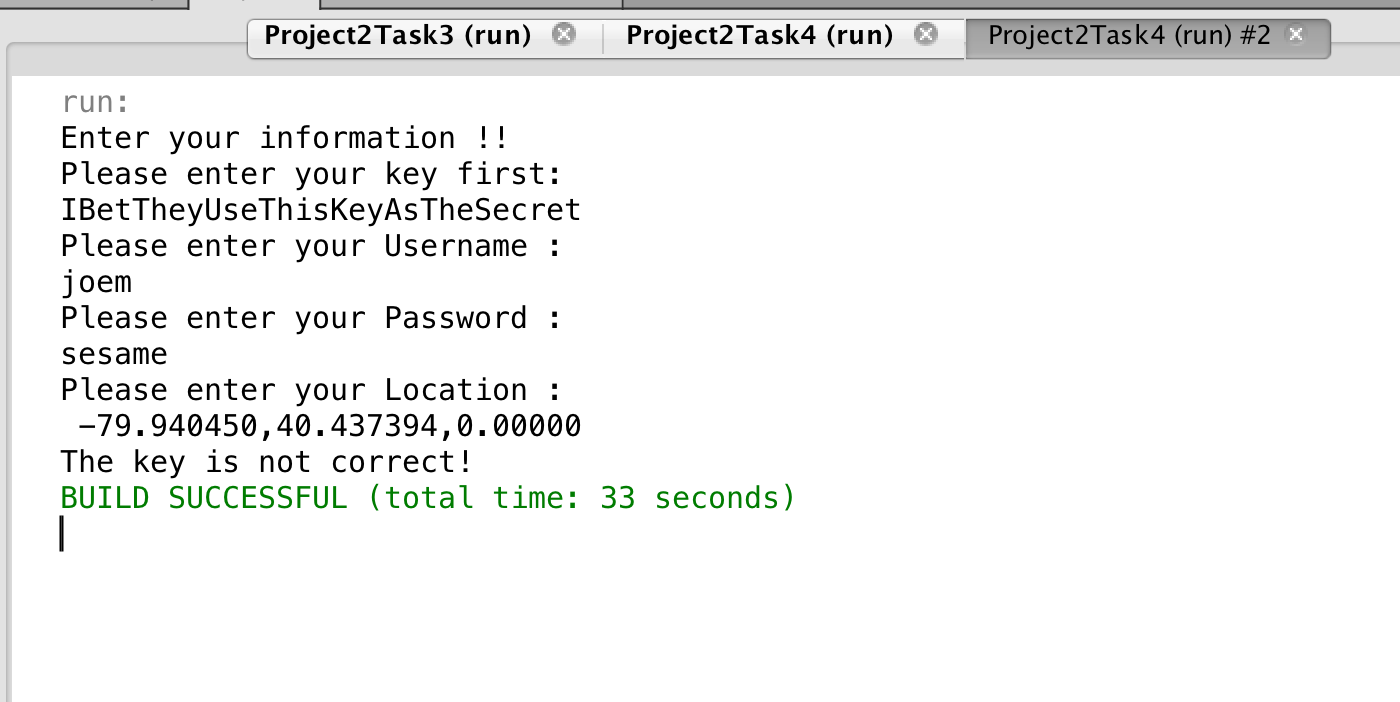 Project2Task3 (run) Project2Task4 (run) Project2Task4 (run) #2
run:
Enter your information !!
Please enter your key first:
IBetTheyUseThisKeyAsTheSecret
Please enter your Username :
joem
Please enter your Password :
sesame
Please enter your Location :
-79.940450,40.437394,0.00000
The key is not correct!
BUILD SUCCESSFUL (total time: 33 seconds)